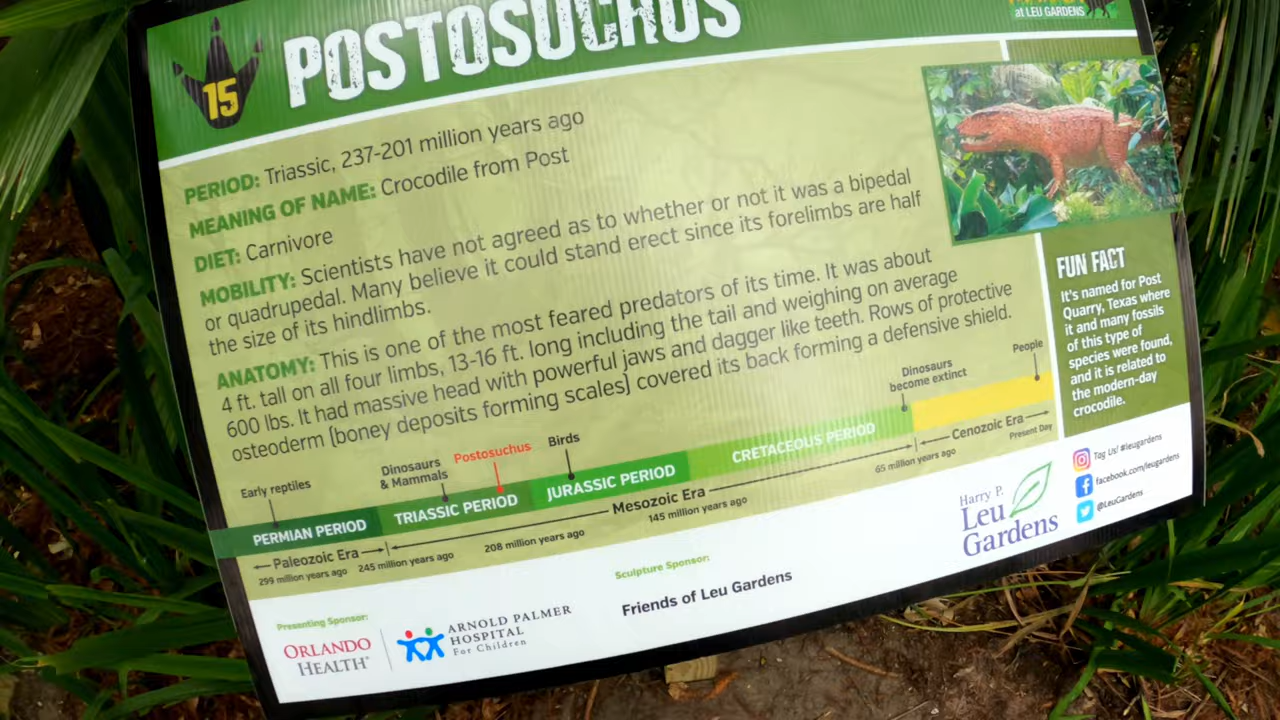 at LEU GARDENS
15
POSTOSUCHUS
PERIOD: Triassic, 237-201 million years ago
MEANING OF NAME: Crocodile from Post
DIET: Carnivore
MOBILITY: Scientists have not agreed as to whether or not it was a bipedal
or quadrupedal. Many believe it could stand erect since its forelimbs are half
the size of its hindlimbs.
ANATOMY: This is one of the most feared predators of its time. It was about
4 ft. tall on all four limbs, 13-16 ft. long including the tail and weighing on average
600 lbs. It had massive head with powerful jaws and dagger like teeth. Rows of protective
osteoderm (boney deposits forming scales) covered its back forming a defensive shield.
FUN FACT
It's named for Post
Quarry, Texas where
it and many fossils
of this type of
species were found,
and it is related to
the modern-day
crocodile.
Early reptiles
Dinosaurs
& Mammals
Postosuchus
Birds
Dinosaurs
become extinct
People
PERMIAN PERIOD
TRIASSIC PERIOD
JURASSIC PERIOD
CRETACEOUS PERIOD
Paleozoic Era
Mesozoic Era
Cenozoic Era
299 million years ago
245 million years ago
208 million years ago
145 million years ago
65 million years ago
Present Day
Presenting Sponsor:
ORLANDO
HEALTH®
ARNOLD PALMER
HOSPITAL
For Children
Sculpture Sponsor:
Friends of Leu Gardens
Harry P.
Leu
Gardens
Tag Us! #leugardens
facebook.com/leugardens
@LeuGardens